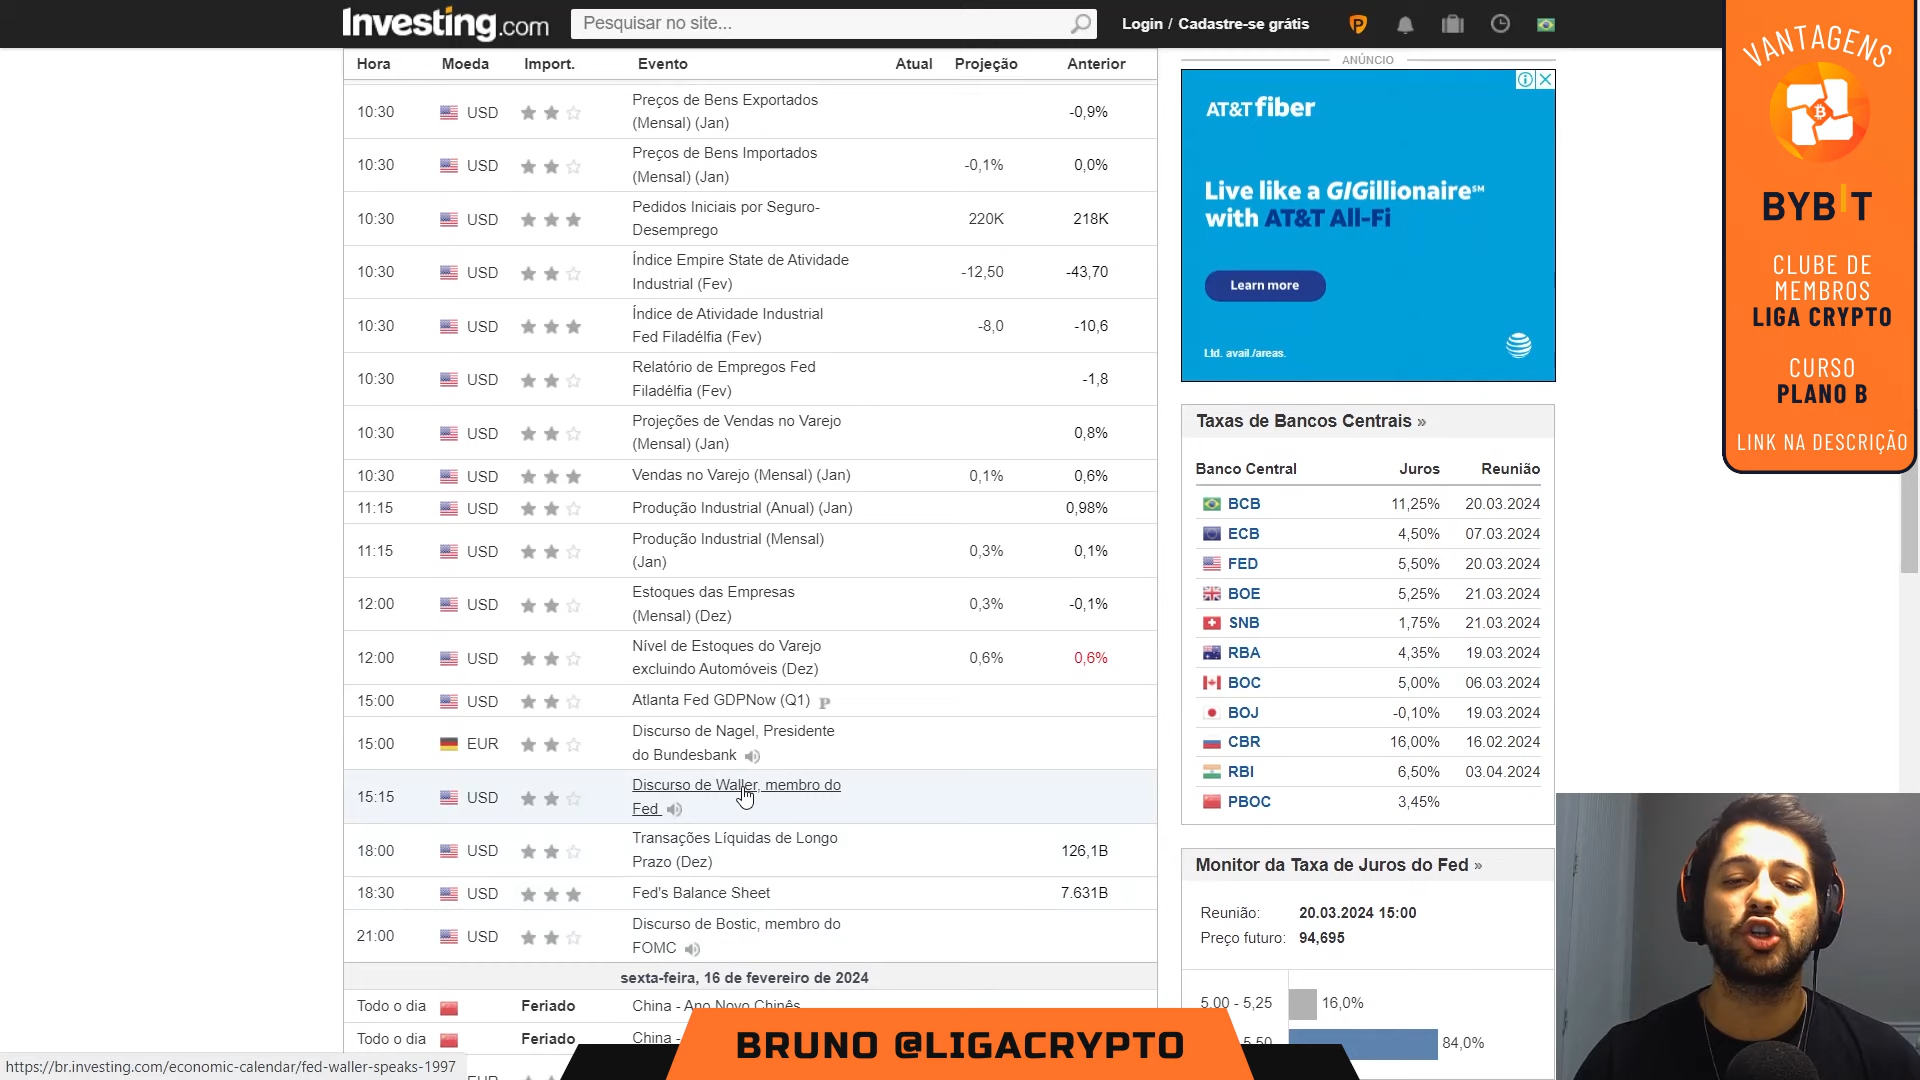 Investing.com
Pesquisar no site...
Login / Cadastre-se grátis
Hora Moeda Import. Evento Atual Projeção Anterior
10:30 USD Preços de Bens Exportados
(Mensal) (Jan) -0,9%
10:30 USD Preços de Bens Importados
(Mensal) (Jan) -0,1% 0,0%
10:30 USD Pedidos Iniciais por Seguro-
Desemprego 220K 218K
10:30 USD Índice Empire State de Atividade
Industrial (Fev) -12,50 -43,70
10:30 USD Índice de Atividade Industrial
Fed Filadélfia (Fev) -8,0 -10,6
10:30 USD Relatório de Empregos Fed
Filadélfia (Fev) -1,8
10:30 USD Projeções de Vendas no Varejo
(Mensal) (Jan) 0,8%
10:30 USD Vendas no Varejo (Mensal) (Jan) 0,1% 0,6%
11:15 USD Produção Industrial (Anual) (Jan) 0,98%
11:15 USD Produção Industrial (Mensal)
(Jan) 0,3% 0,1%
12:00 USD Estoques das Empresas
(Mensal) (Dez) 0,3% -0,1%
12:00 USD Nível de Estoques do Varejo
excluindo Automóveis (Dez) 0,6% 0,6%
15:00 USD Atlanta Fed GDPNow (Q1) P
15:00 EUR Discurso de Nagel, Presidente
do Bundesbank
15:15 USD Discurso de Waller, membro do
Fed
18:00 USD Transações Líquidas de Longo
Prazo (Dez) 126,1B
18:30 USD Fed's Balance Sheet 7.631B
21:00 USD Discurso de Bostic, membro do
FOMC
sexta-feira, 16 de fevereiro de 2024
Todo o dia Feriado China - Ano Novo Chinês
Todo o dia Feriado China -
EUR
https://br.investing.com/economic-calendar/fed-waller-speaks-1997
ANÚNCIO
AT&T fiber
Live like a GIGillionaire℠
with AT&T All-Fi
Learn more
Ltd. avail./areas.
Taxas de Bancos Centrais »
Banco Central Juros Reunião
BCB 11,25% 20.03.2024
ECB 4,50% 07.03.2024
FED 5,50% 20.03.2024
BOE 5,25% 21.03.2024
SNB 1,75% 21.03.2024
RBA 4,35% 19.03.2024
BOC 5,00% 06.03.2024
BOJ -0,10% 19.03.2024
CBR 16,00% 16.02.2024
RBI 6,50% 03.04.2024
PBOC 3,45%
Monitor da Taxa de Juros do Fed »
Reunião: 20.03.2024 15:00
Preço futuro: 94,695
5.00 - 5,25 16,0%
5.50 84,0%
BRUNO @LIGACRYPTO
VANTAGENS
BYBIT
CLUBE DE
MEMBROS
LIGA CRYPTO
CURSO
PLANO B
LINK NA DESCRIÇÃO